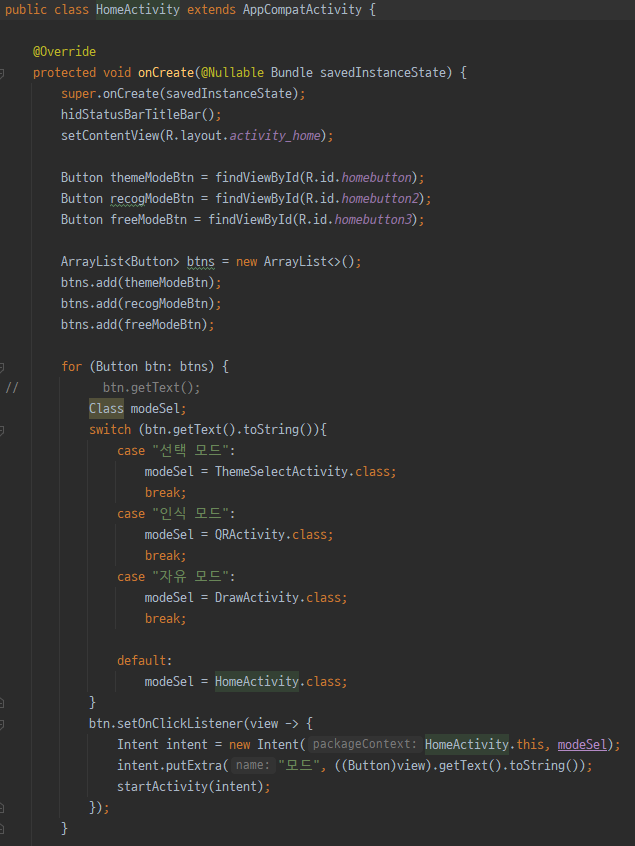 public class HomeActivity extends AppCompatActivity {
@Override
protected void onCreate(@Nullable Bundle savedInstanceState) {
super.onCreate(savedInstanceState);
hidStatusBarTitleBar();
setContentView(R.layout.activity_home);
Button themeModeBtn = findViewById(R.id.homebutton);
Button recogModeBtn = findViewById(R.id.homebutton2);
Button freeModeBtn = findViewById(R.id.homebutton3);
ArrayList<Button> btns = new ArrayList<>();
btns.add(themeModeBtn);
btns.add(recogModeBtn);
btns.add(freeModeBtn);
for (Button btn: btns) {
// btn.getText();
Class modeSel;
switch (btn.getText().toString()){
case "선택 모드":
modeSel = ThemeSelectActivity.class;
break;
case "인식 모드":
modeSel = QRActivity.class;
break;
case "자유 모드":
modeSel = DrawActivity.class;
break;
default:
modeSel = HomeActivity.class;
}
btn.setOnClickListener(view -> {
Intent intent = new Intent( packageContext: HomeActivity.this, modeSel);
intent.putExtra( name: "모드", ((Button)view).getText().toString());
startActivity(intent);
});
}